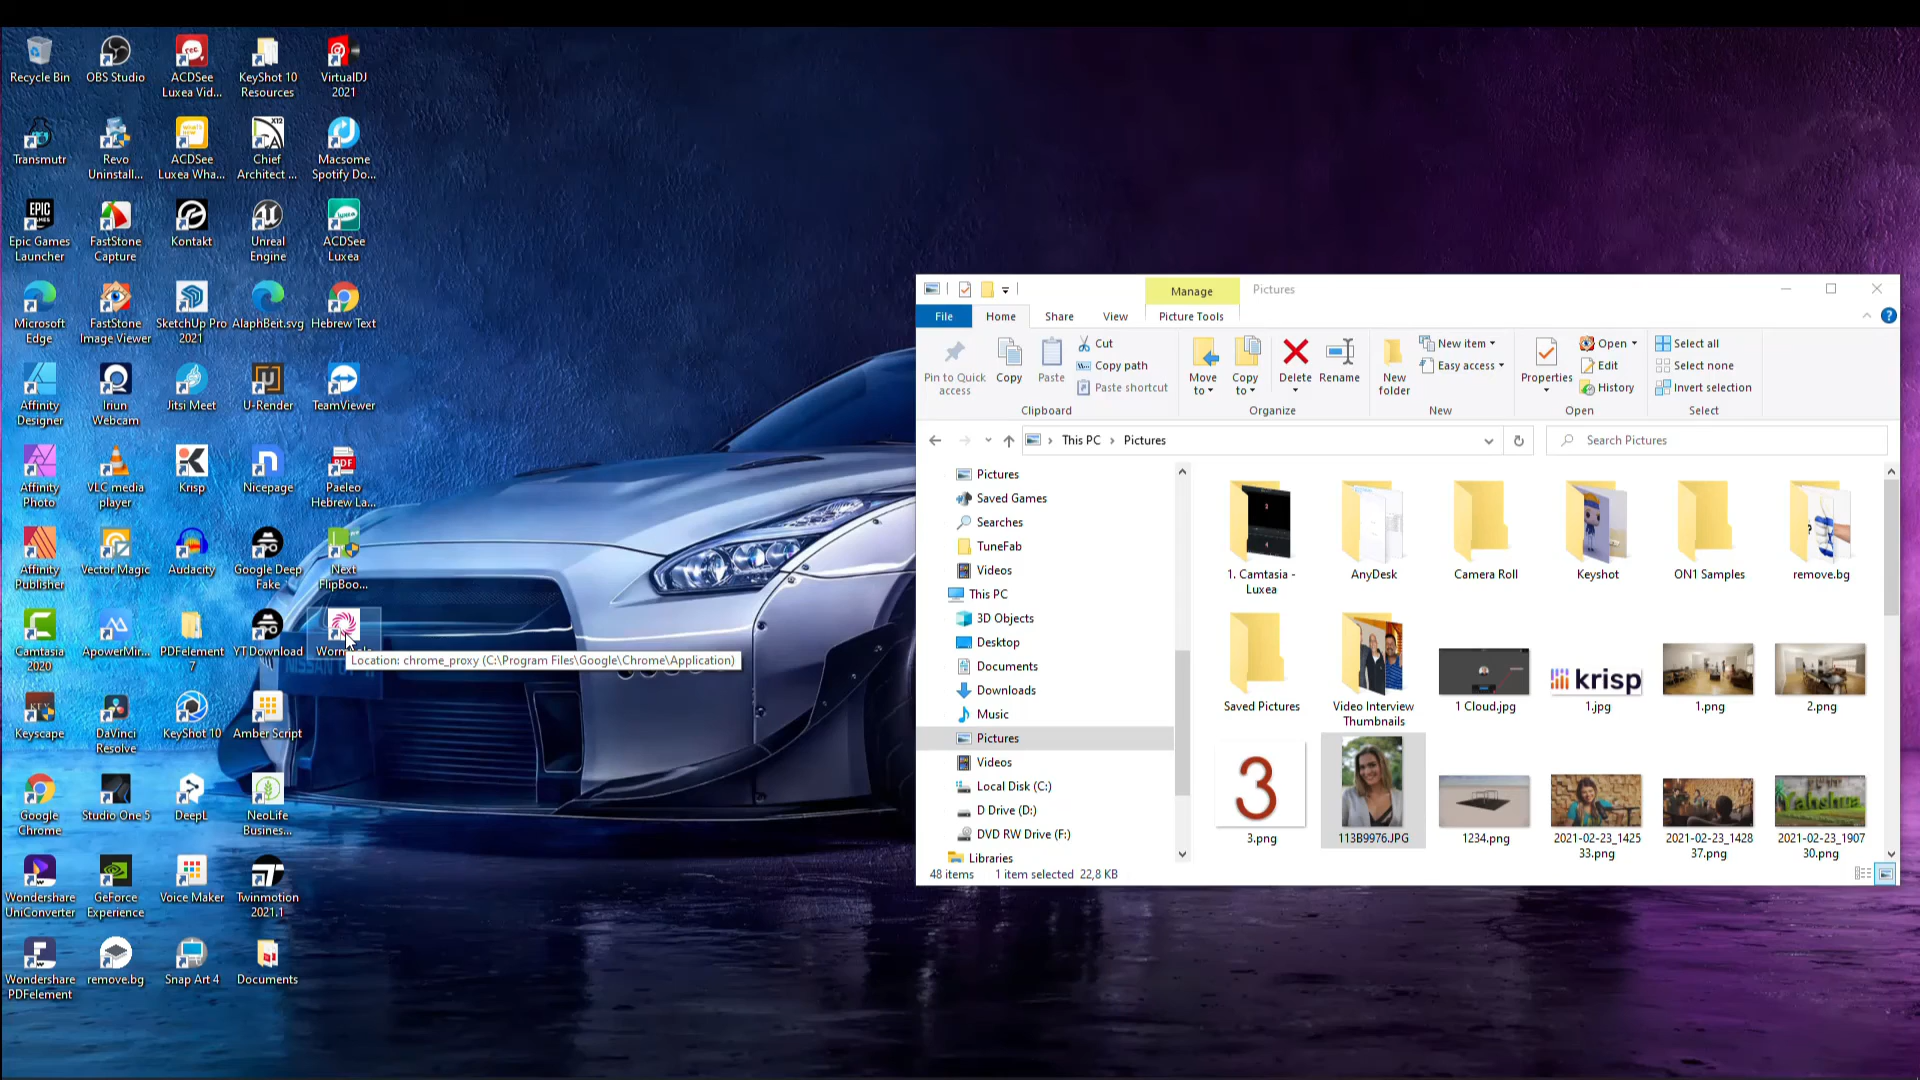 Recycle Bin
OBS Studio
ACDSee
Luxea Vid...
KeyShot 10
Resources
VirtualDJ
2021
Transmutr
Revo
Uninstall...
ACDSee
Luxea Wha...
Chief
Architect ...
Macsome
Spotify Do...
Epic Games
Launcher
FastStone
Capture
Kontakt
Unreal
Engine
ACDSee
Luxea
Microsoft
Edge
FastStone
Image Viewer
SketchUp Pro
2021
AlaphBeit.svg
Hebrew Text
Affinity
Designer
Iriun
Webcam
Jitsi Meet
U-Render
TeamViewer
Affinity
Photo
VLC media
player
Krisp
Nicepage
Paeleo
Hebrew La...
Affinity
Publisher
Vector Magic
Audacity
Google Deep
Fake
Next
FlipBoo...
Camtasia
2020
ApowerMir...
PDFelement
7
YT Download
Location: chrome_proxy (C:\Program Files\Google\Chrome\Application)
Keyscape
DaVinci
Resolve
KeyShot 10
Amber Script
Google
Chrome
Studio One 5
DeepL
NeoLife
Busines...
Wondershare
UniConverter
GeForce
Experience
Voice Maker
Twinmotion
2021.1
Wondershare
PDFelement
remove.bg
Snap Art 4
Documents
Manage
Pictures
File
Home
Share
View
Picture Tools
Pin to Quick
access
Copy
Paste
Cut
Copy path
Paste shortcut
Clipboard
Move
to
Copy
to
Delete
Rename
Organize
New
folder
New item
Easy access
New
Properties
Open
Edit
History
Open
Select all
Select none
Invert selection
Select
This PC
Pictures
Search Pictures
Pictures
Saved Games
Searches
TuneFab
Videos
This PC
3D Objects
Desktop
Documents
Downloads
Music
Pictures
Videos
Local Disk (C:)
D Drive (D:)
DVD RW Drive (F:)
Libraries
1. Camtasia -
Luxea
AnyDesk
Camera Roll
Keyshot
ON1 Samples
remove.bg
Saved Pictures
Video Interview
Thumbnails
1 Cloud.jpg
krisp
1.jpg
1.png
2.png
3
3.png
113B9976.JPG
1234.png
2021-02-23_1425
33.png
2021-02-23_1428
37.png
Yahshua
2021-02-23_1907
30.png
48 items
1 item selected 22,8 KB